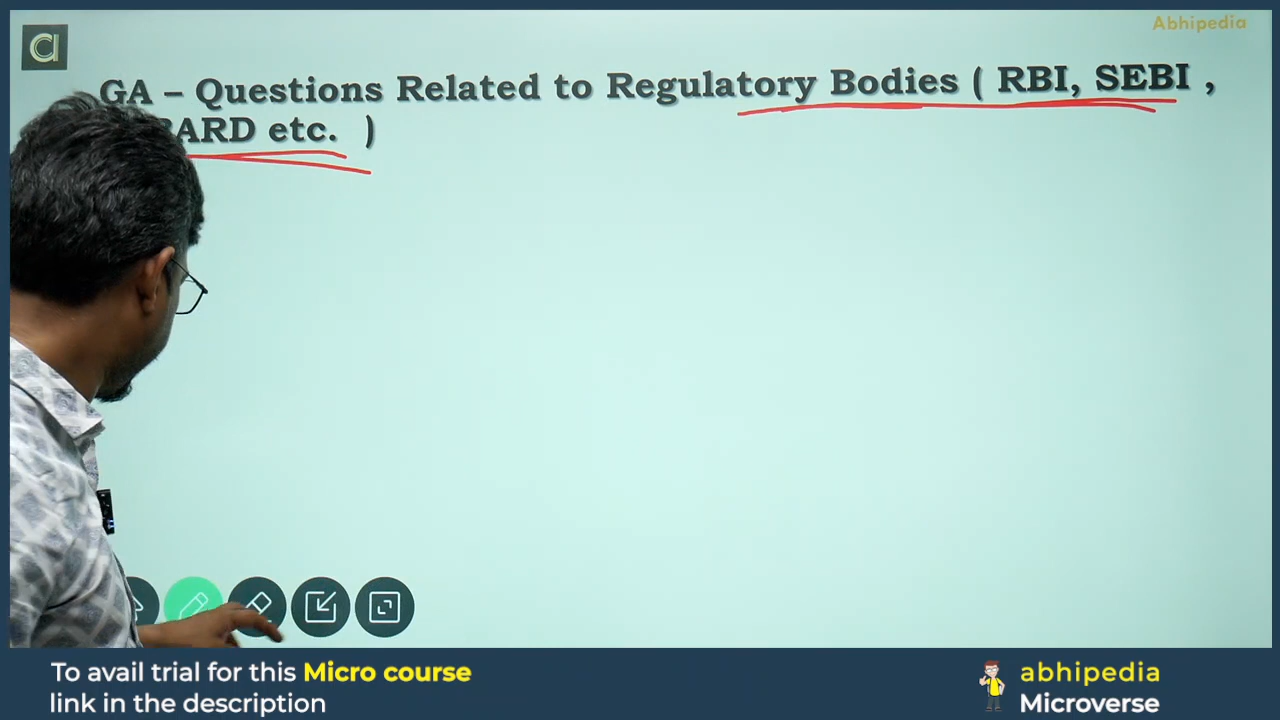 Abhipedia
GA – Questions Related to Regulatory Bodies ( RBI, SEBI ,
etc. )
To avail trial for this Micro course
link in the description
abhipedia
Microverse